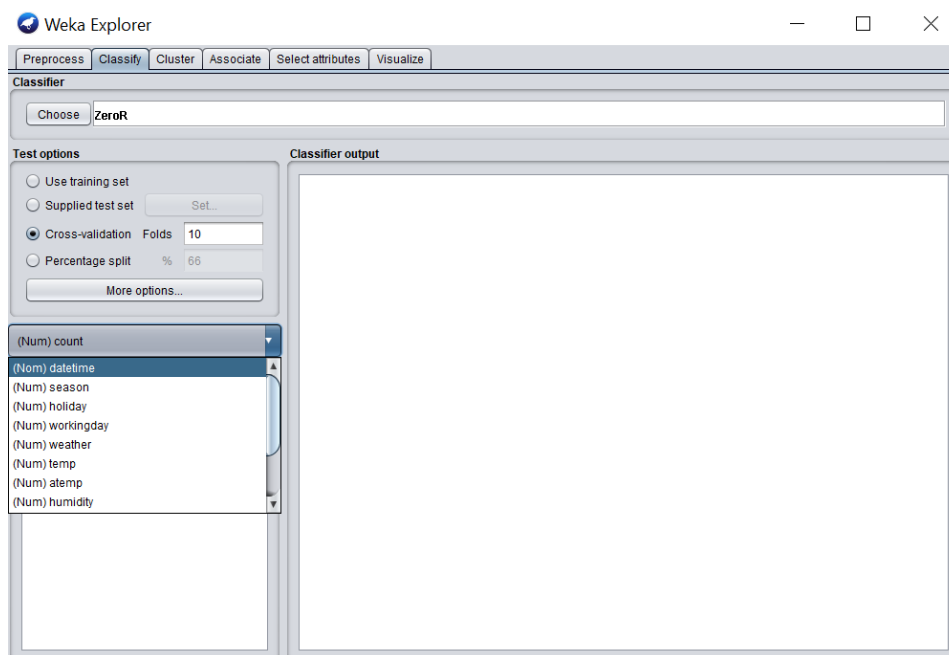 Weka Explorer
Preprocess Classify Cluster Associate Select attributes Visualize
Classifier
Choose ZeroR
Test options
Classifier output
Use training set
Supplied test set Set...
Cross-validation Folds 10
Percentage split % 66
More options...
(Num) count
(Nom) datetime
(Num) season
(Num) holiday
(Num) workingday
(Num) weather
(Num) temp
(Num) atemp
(Num) humidity